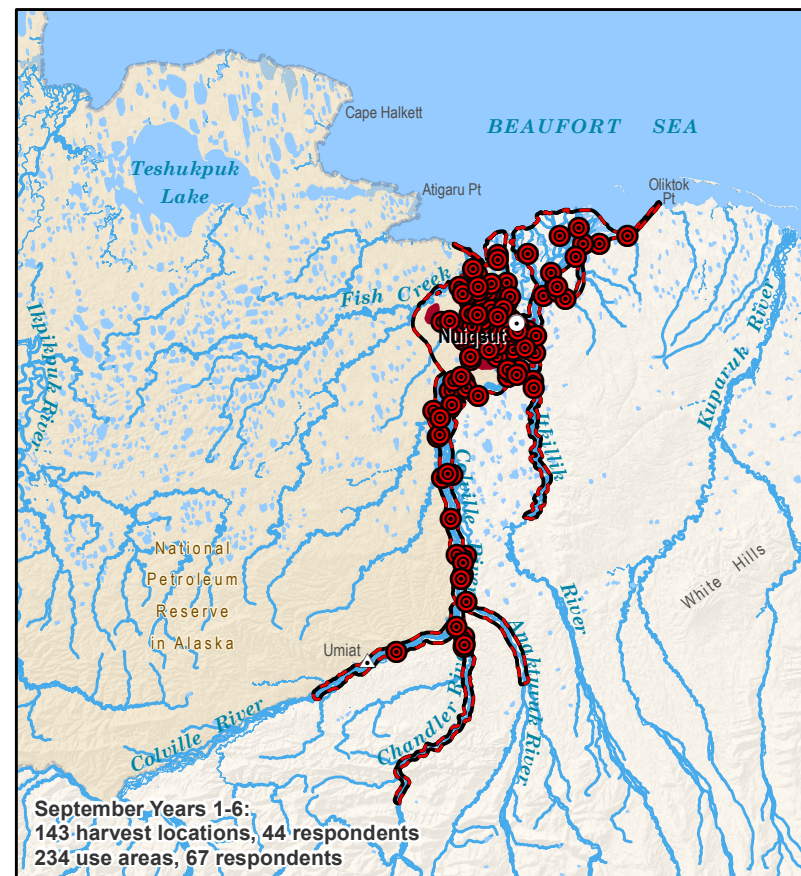 Cape Halkett
BEAUFORT SEA
Teshukpuk
Lake
Atigaru Pt
Oliktok
Pt
Fish Creek
Nuiqsut
Ikpikpuk River
Kuparuk River
Itkillik
River
Colville River
National
Petroleum
Reserve
in Alaska
White Hills
Umiat
Anaktuvuk River
Chandler River
Colville River
September Years 1-6:
143 harvest locations, 44 respondents
234 use areas, 67 respondents